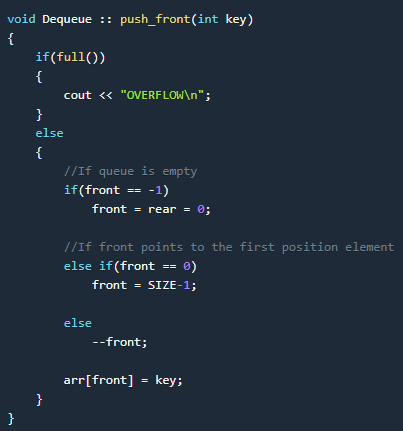 void Dequeue :: push_front(int key)
{
    if(full())
    {
        cout << "OVERFLOW\n";
    }
    else
    {
        //If queue is empty
        if(front == -1)
            front = rear = 0;

        //If front points to the first position element
        else if(front == 0)
            front = SIZE-1;

        else
            --front;

        arr[front] = key;
    }
}